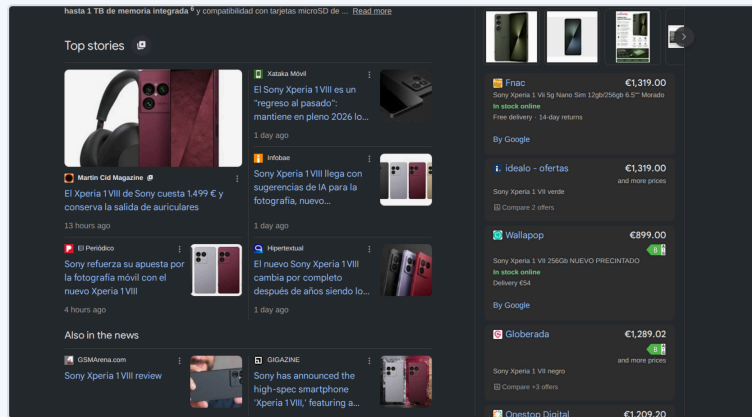 hasta 1 TB de memoria integrada 6 y compatibilidad con tarjetas microSD de ... Read more
Top stories
Martin Cid Magazine
El Xperia 1 VIII de Sony cuesta 1.499 € y
conserva la salida de auriculares
13 hours ago
Xataka Móvil
El Sony Xperia 1 VIII es un
"regreso al pasado":
mantiene en pleno 2026 lo...
1 day ago
Infobae
Sony Xperia 1 VIII llega con
sugerencias de IA para la
fotografía, nuevo...
1 day ago
El Periódico
Sony refuerza su apuesta por
la fotografía móvil con el
nuevo Xperia 1 VIII
4 hours ago
Hipertextual
El nuevo Sony Xperia 1 VIII
cambia por completo
después de años siendo lo...
1 day ago
Also in the news
GSMArena.com
Sony Xperia 1 VIII review
GIGAZINE
Sony has announced the
high-spec smartphone
'Xperia 1 VIII,' featuring a...
Fnac €1,319.00
Sony Xperia 1 Vii 5g Nano Sim 12gb/256gb 6.5"" Morado
In stock online
Free delivery · 14-day returns
By Google
idealo - ofertas €1,319.00
and more prices
Sony Xperia 1 VII verde
Compare 2 offers
Wallapop €899.00
B
Sony Xperia 1 VII 256Gb NUEVO PRECINTADO
In stock online
Delivery €54
By Google
Globerada €1,289.02
B
and more prices
Sony Xperia 1 VII negro
Compare +3 offers
Onestop Digital €1,209.20